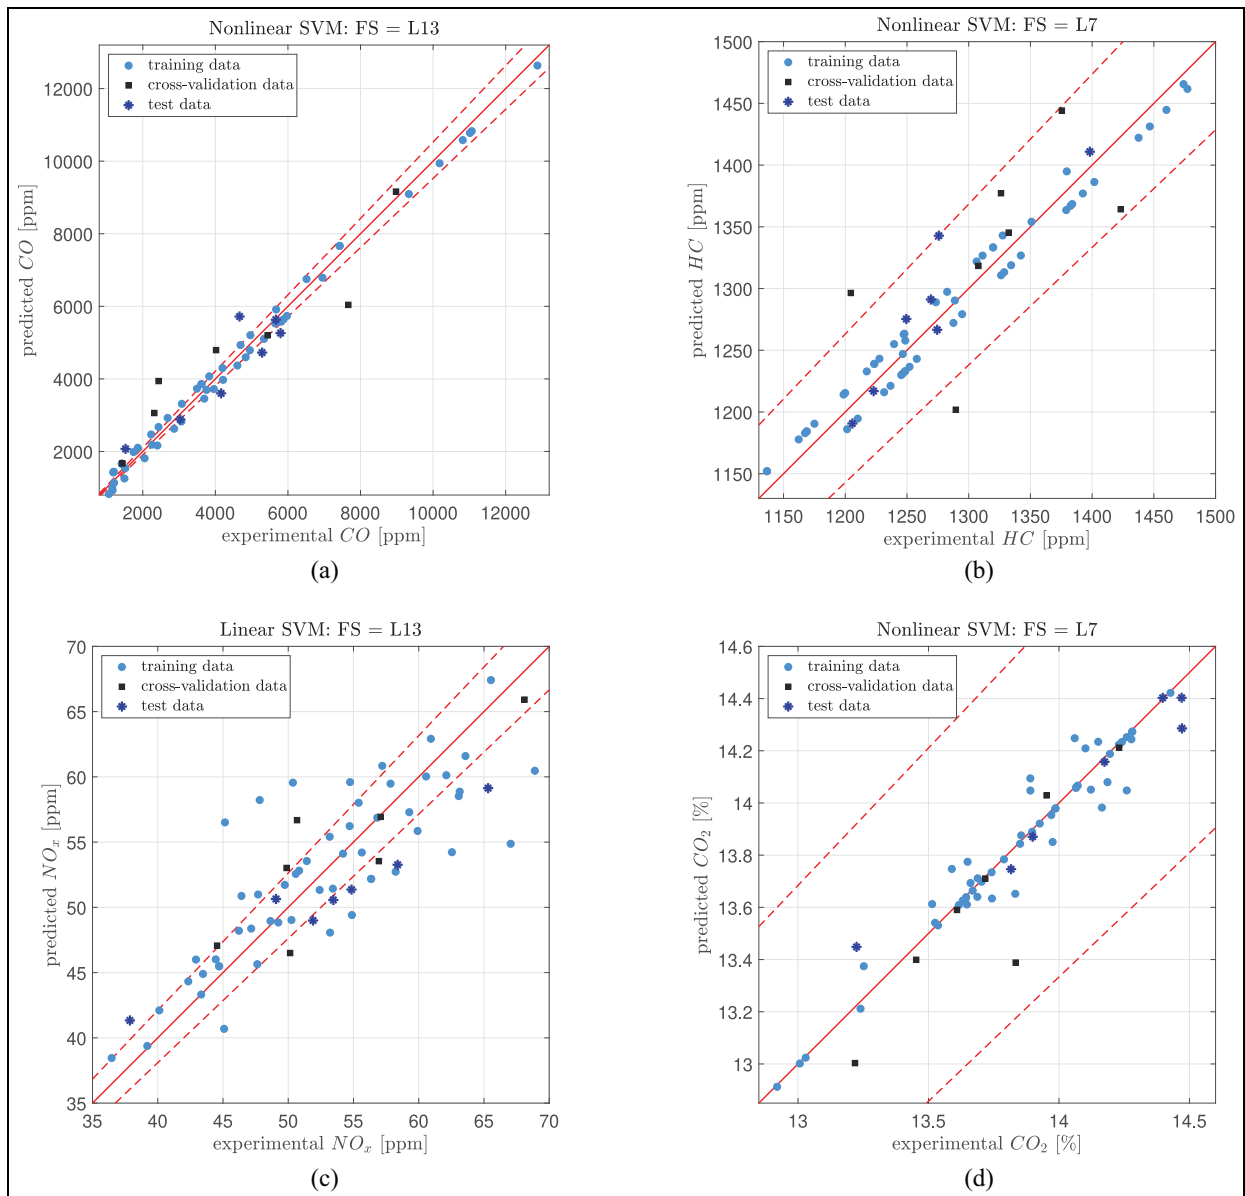 Nonlinear SVM: FS = L13
training data
cross-validation data
test data
12000
10000
8000
6000
4000
2000
predicted CO [ppm]
2000 4000 6000 8000 10000 12000
experimental CO [ppm]
(a)
Nonlinear SVM: FS = L7
training data
cross-validation data
test data
1500
1450
1400
1350
1300
1250
1200
1150
predicted HC [ppm]
1150 1200 1250 1300 1350 1400 1450 1500
experimental HC [ppm]
(b)
Linear SVM: FS = L13
training data
cross-validation data
test data
70
65
60
55
50
45
40
35
predicted NOₓ [ppm]
35 40 45 50 55 60 65 70
experimental NOₓ [ppm]
(c)
Nonlinear SVM: FS = L7
training data
cross-validation data
test data
14.6
14.4
14.2
14
13.8
13.6
13.4
13.2
13
predicted CO₂ [%]
13 13.5 14 14.5
experimental CO₂ [%]
(d)